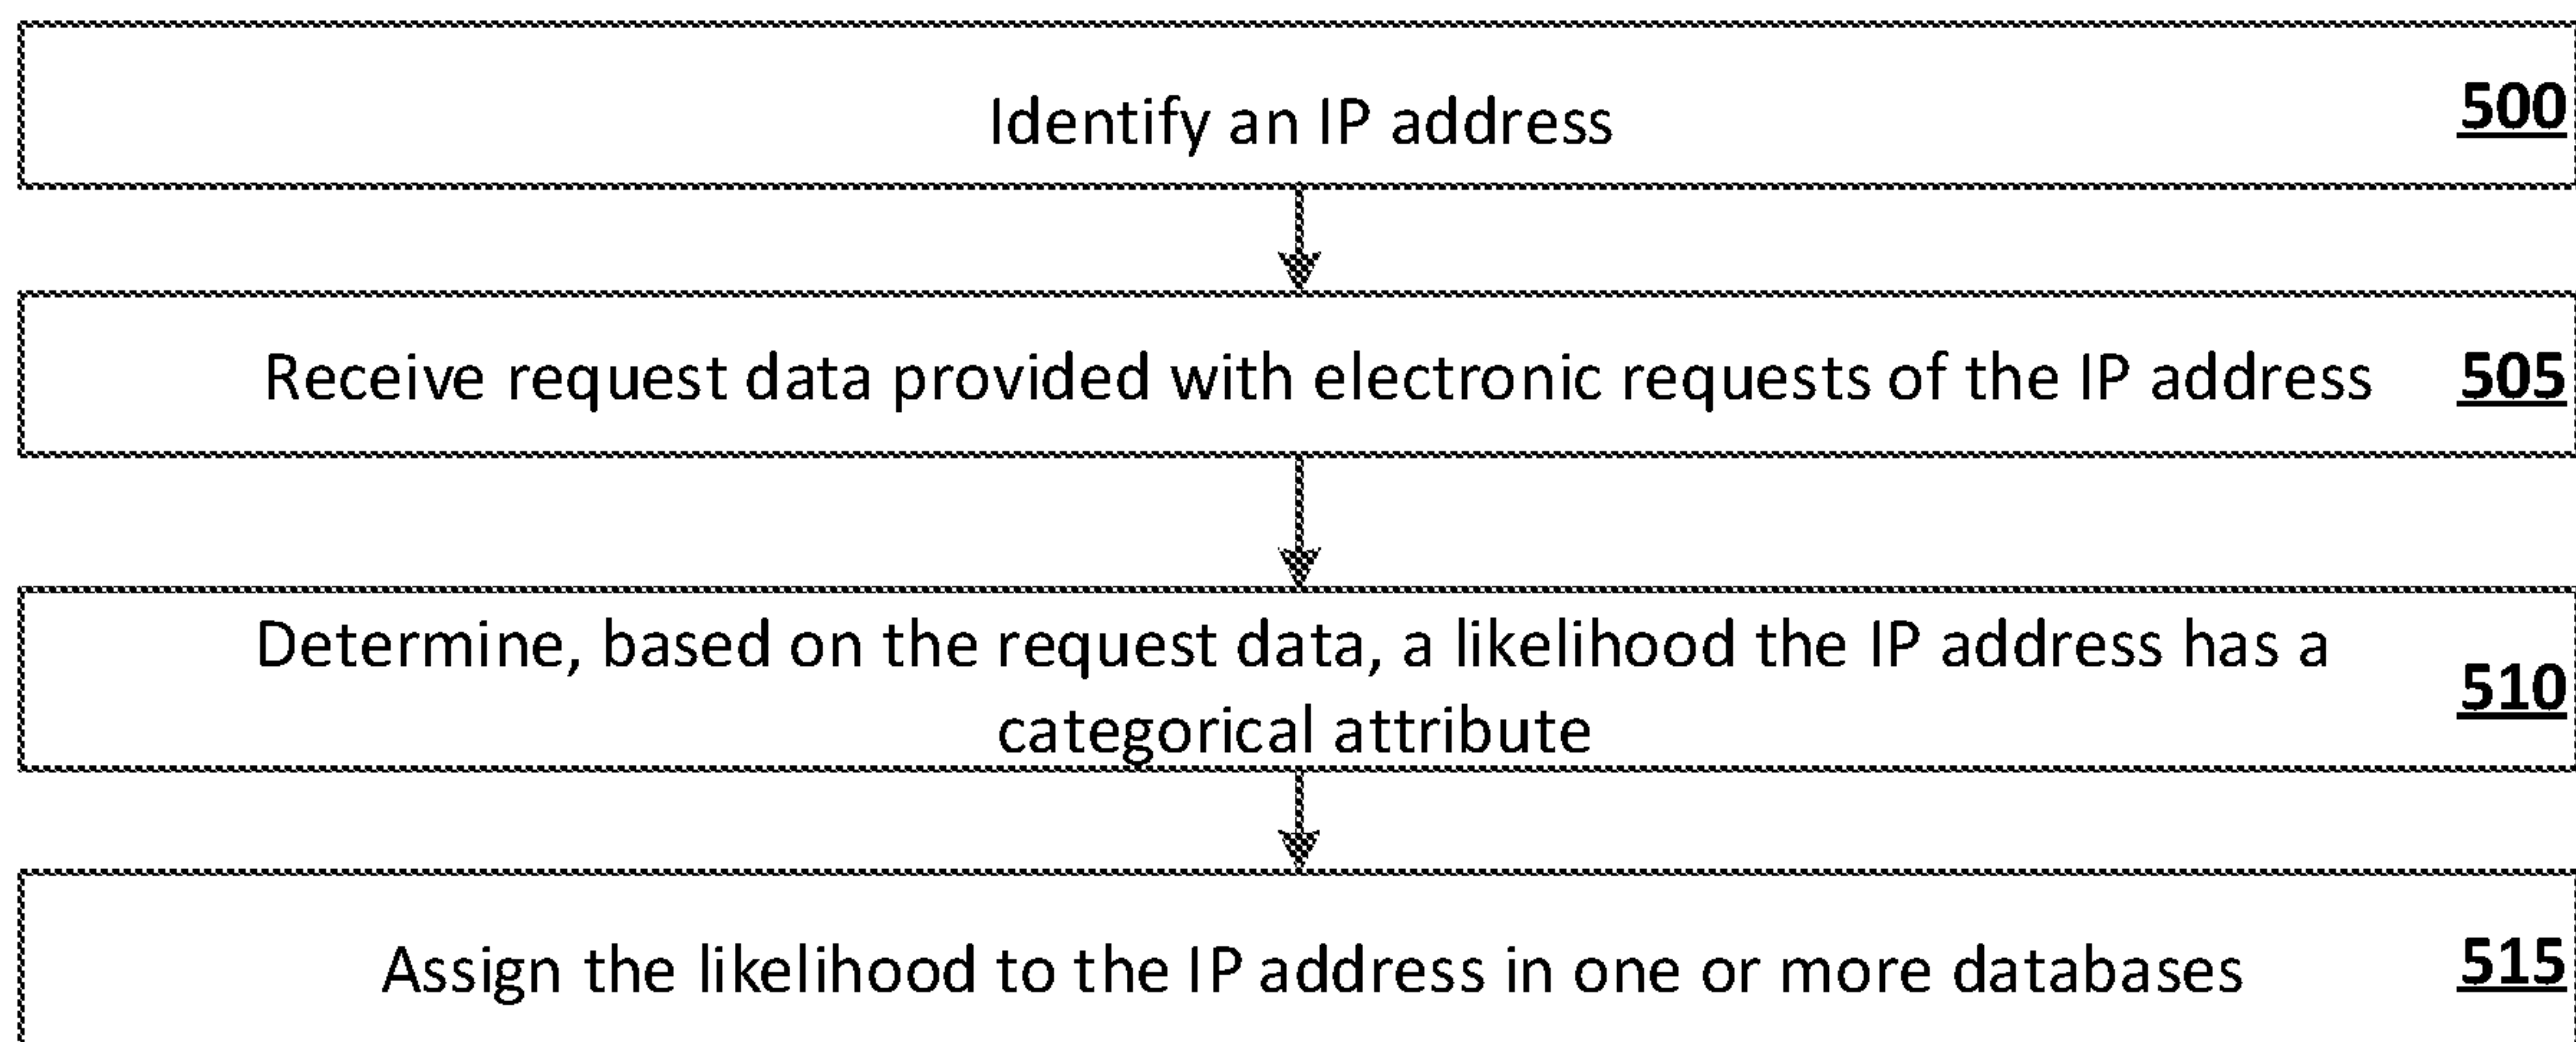 Identify an IP address 500
Receive request data provided with electronic requests of the IP address 505
Determine, based on the request data, a likelihood the IP address has a
categorical attribute 510
Assign the likelihood to the IP address in one or more databases 515